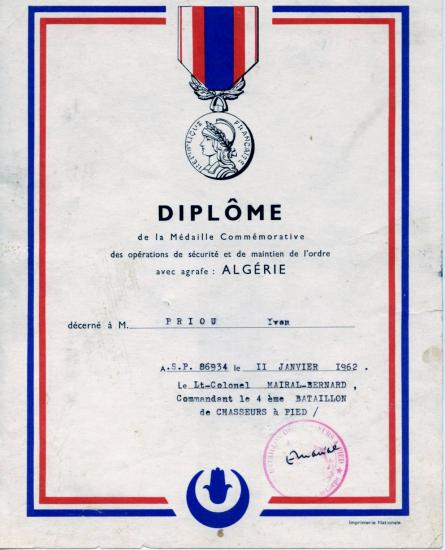 RÉPUBLIQUE FRANÇAISE
DIPLÔME
de la Médaille Commémorative
des opérations de sécurité et de maintien de l'ordre
avec agrafe : ALGÉRIE
décerné à M. PRIOU Yvan
A.S.P. 86934 le II JANVIER 1962.
Le Lt-Colonel MAIRAL-BERNARD ,
Commandant le 4 ème BATAILLON
de CHASSEURS à PIED /
Imprimerie Nationale.